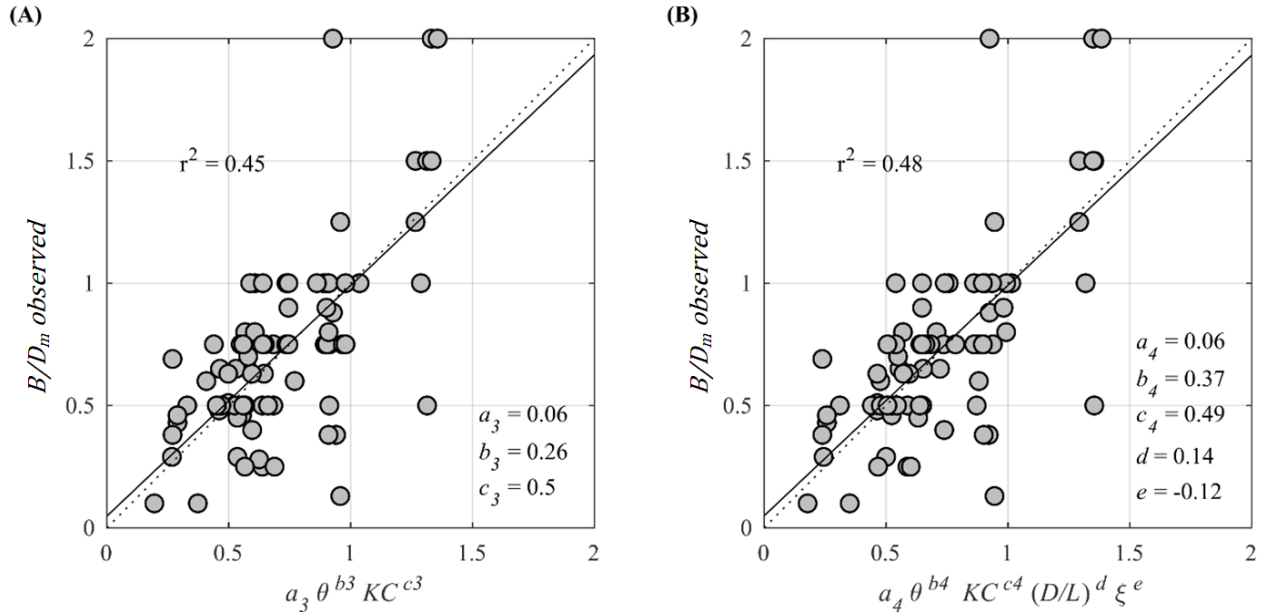 (A)
2
1.5
1
0.5
0
0 0.5 1 1.5 2
B/Dm observed
r2 = 0.45
a3 = 0.06
b3 = 0.26
c3 = 0.5
a3 θ b3 KC c3
(B)
2
1.5
1
0.5
0
0 0.5 1 1.5 2
B/Dm observed
r2 = 0.48
a4 = 0.06
b4 = 0.37
c4 = 0.49
d = 0.14
e = -0.12
a4 θ b4 KC c4 (D/L) d ξ e